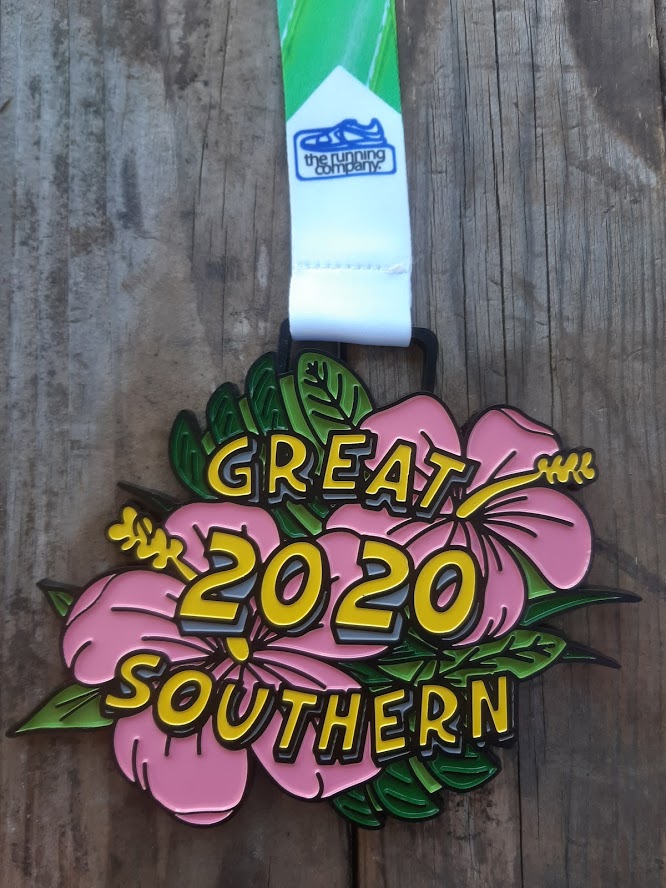 the running
company.
GREAT
2020
SOUTHERN